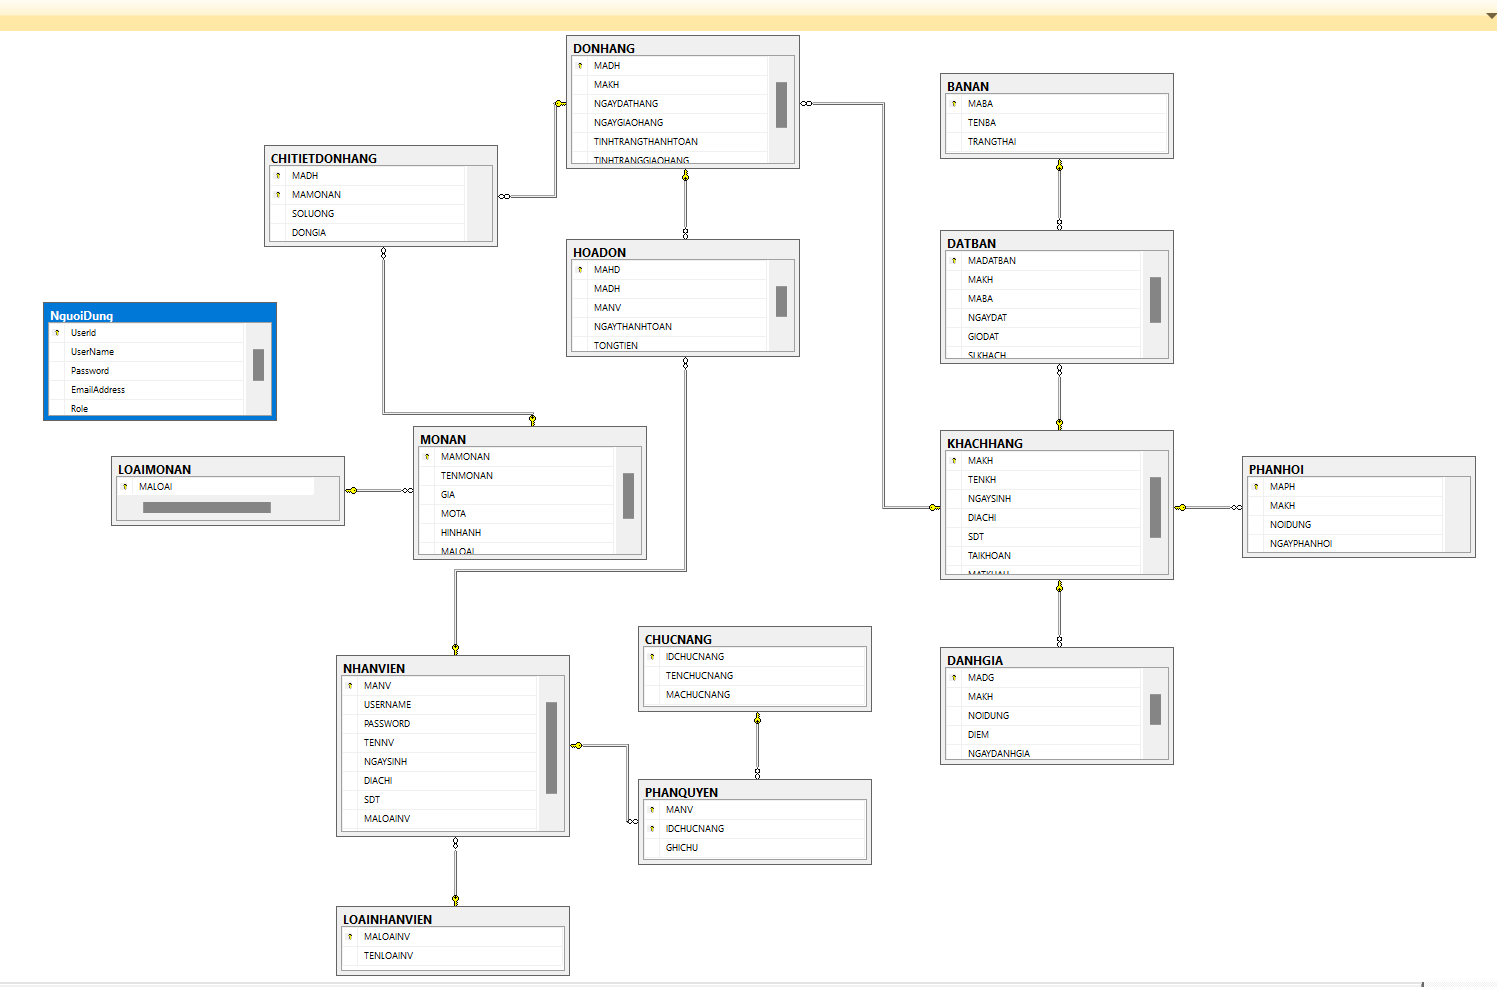 DONHANG
MADH
MAKH
NGAYDATHANG
NGAYGIAOHANG
TINHTRANGTHANHTOAN
TINHTRANGGIAOHANG
BANAN
MABA
TENBA
TRANGTHAI
CHITIETDONHANG
MADH
MAMONAN
SOLUONG
DONGIA
HOADON
MAHD
MADH
MANV
NGAYTHANHTOAN
TONGTIEN
DATBAN
MADATBAN
MAKH
MABA
NGAYDAT
GIODAT
SLKHACH
NguoiDung
UserId
UserName
Password
EmailAddress
Role
MONAN
MAMONAN
TENMONAN
GIA
MOTA
HINHANH
MALOAI
LOAIMONAN
MALOAI
KHACHHANG
MAKH
TENKH
NGAYSINH
DIACHI
SDT
TAIKHOAN
MATKHAU
PHANHOI
MAPH
MAKH
NOIDUNG
NGAYPHANHOI
CHUCNANG
IDCHUCNANG
TENCHUCNANG
MACHUCNANG
NHANVIEN
MANV
USERNAME
PASSWORD
TENNV
NGAYSINH
DIACHI
SDT
MALOAINV
DANHGIA
MADG
MAKH
NOIDUNG
DIEM
NGAYDANHGIA
PHANQUYEN
MANV
IDCHUCNANG
GHICHU
LOAINHANVIEN
MALOAINV
TENLOAINV